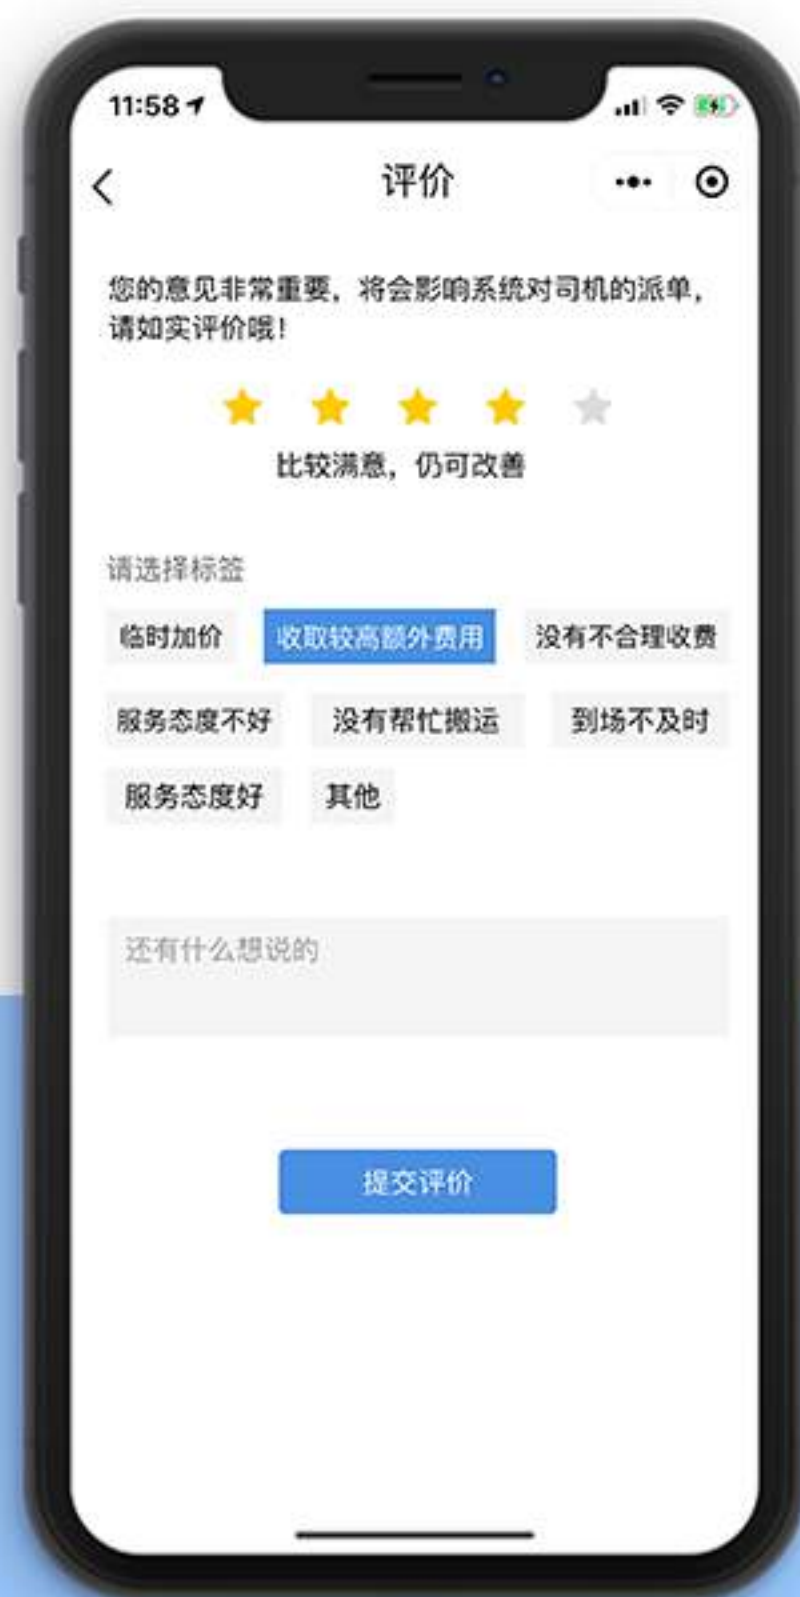 11:58
评价
您的意见非常重要，将会影响系统对司机的派单，
请如实评价哦！
比较满意，仍可改善
请选择标签
临时加价 收取较高额外费用 没有不合理收费
服务态度不好 没有帮忙搬运 到场不及时
服务态度好 其他
还有什么想说的
提交评价